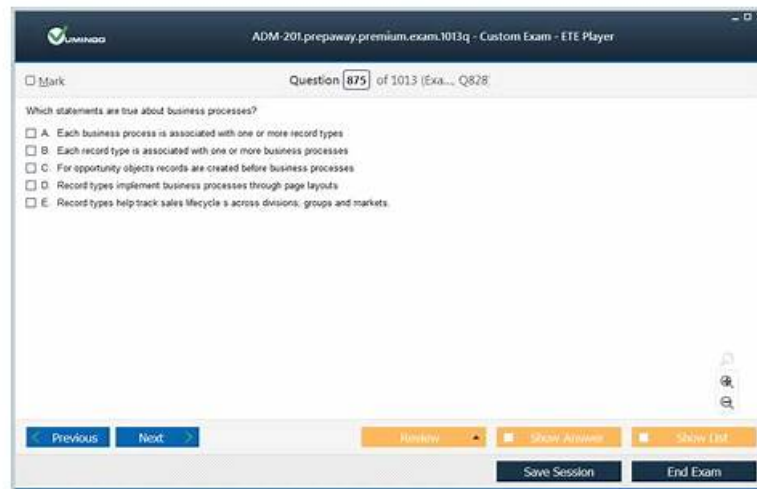 VUMINGO
ADM-201.prepaway.premium.exam.1013q - Custom Exam - ETE Player
Mark
Question 875 of 1013 (Exa..., Q828)
Which statements are true about business processes?
A. Each business process is associated with one or more record types
B. Each record type is associated with one or more business processes
C. For opportunity objects records are created before business processes
D. Record types implement business processes through page layouts
E. Record types help track sales lifecycle s across divisions, groups and markets.
Previous
Next
Review
Show Answer
Show List
Save Session
End Exam